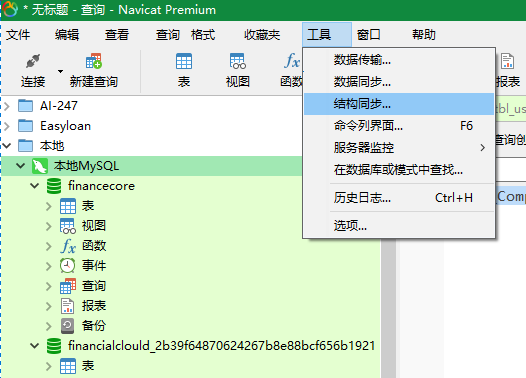 * 无标题 - 查询 - Navicat Premium
文件 编辑 查看 查询 格式 收藏夹 工具 窗口 帮助
连接 新建查询 表 视图 函数 报表
数据传输...
数据同步...
结构同步...
命令列界面... F6
服务器监控
在数据库或模式中查找...
历史日志... Ctrl+H
选项...
AI-247
Easyloan
本地
本地MySQL
financecore
表
视图
函数
事件
查询
报表
备份
financialclould_2b39f64870624267b8e88bcf656b1921
表
tbl_us
查询创
Comp